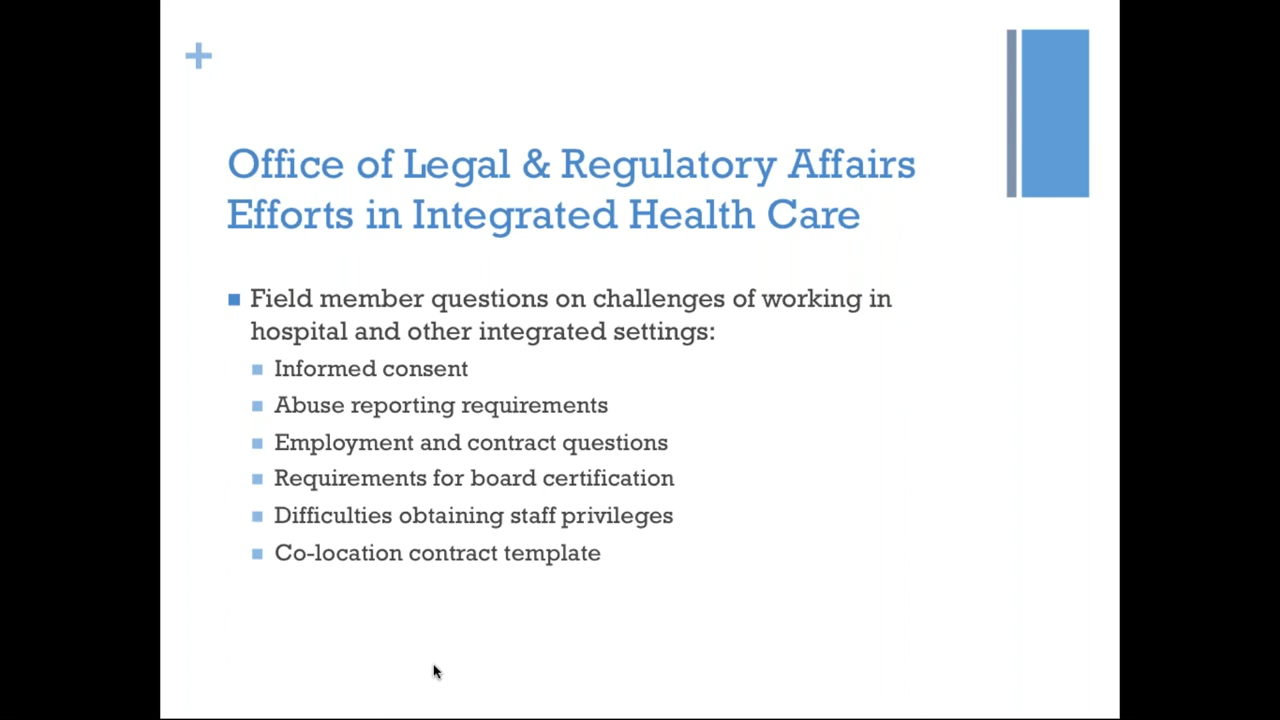 +
Office of Legal & Regulatory Affairs
Efforts in Integrated Health Care
Field member questions on challenges of working in
hospital and other integrated settings:
Informed consent
Abuse reporting requirements
Employment and contract questions
Requirements for board certification
Difficulties obtaining staff privileges
Co-location contract template